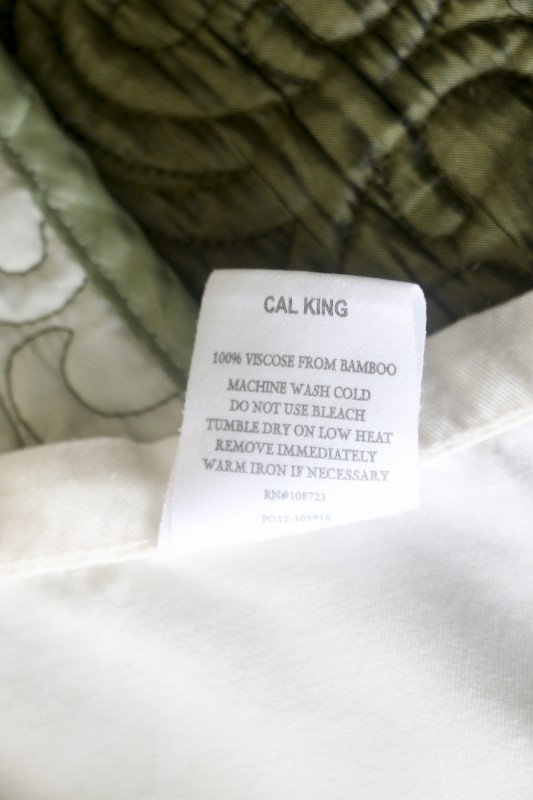 CAL KING
100% VISCOSE FROM BAMBOO
MACHINE WASH COLD
DO NOT USE BLEACH
TUMBLE DRY ON LOW HEAT
REMOVE IMMEDIATELY
WARM IRON IF NECESSARY
RN#108723